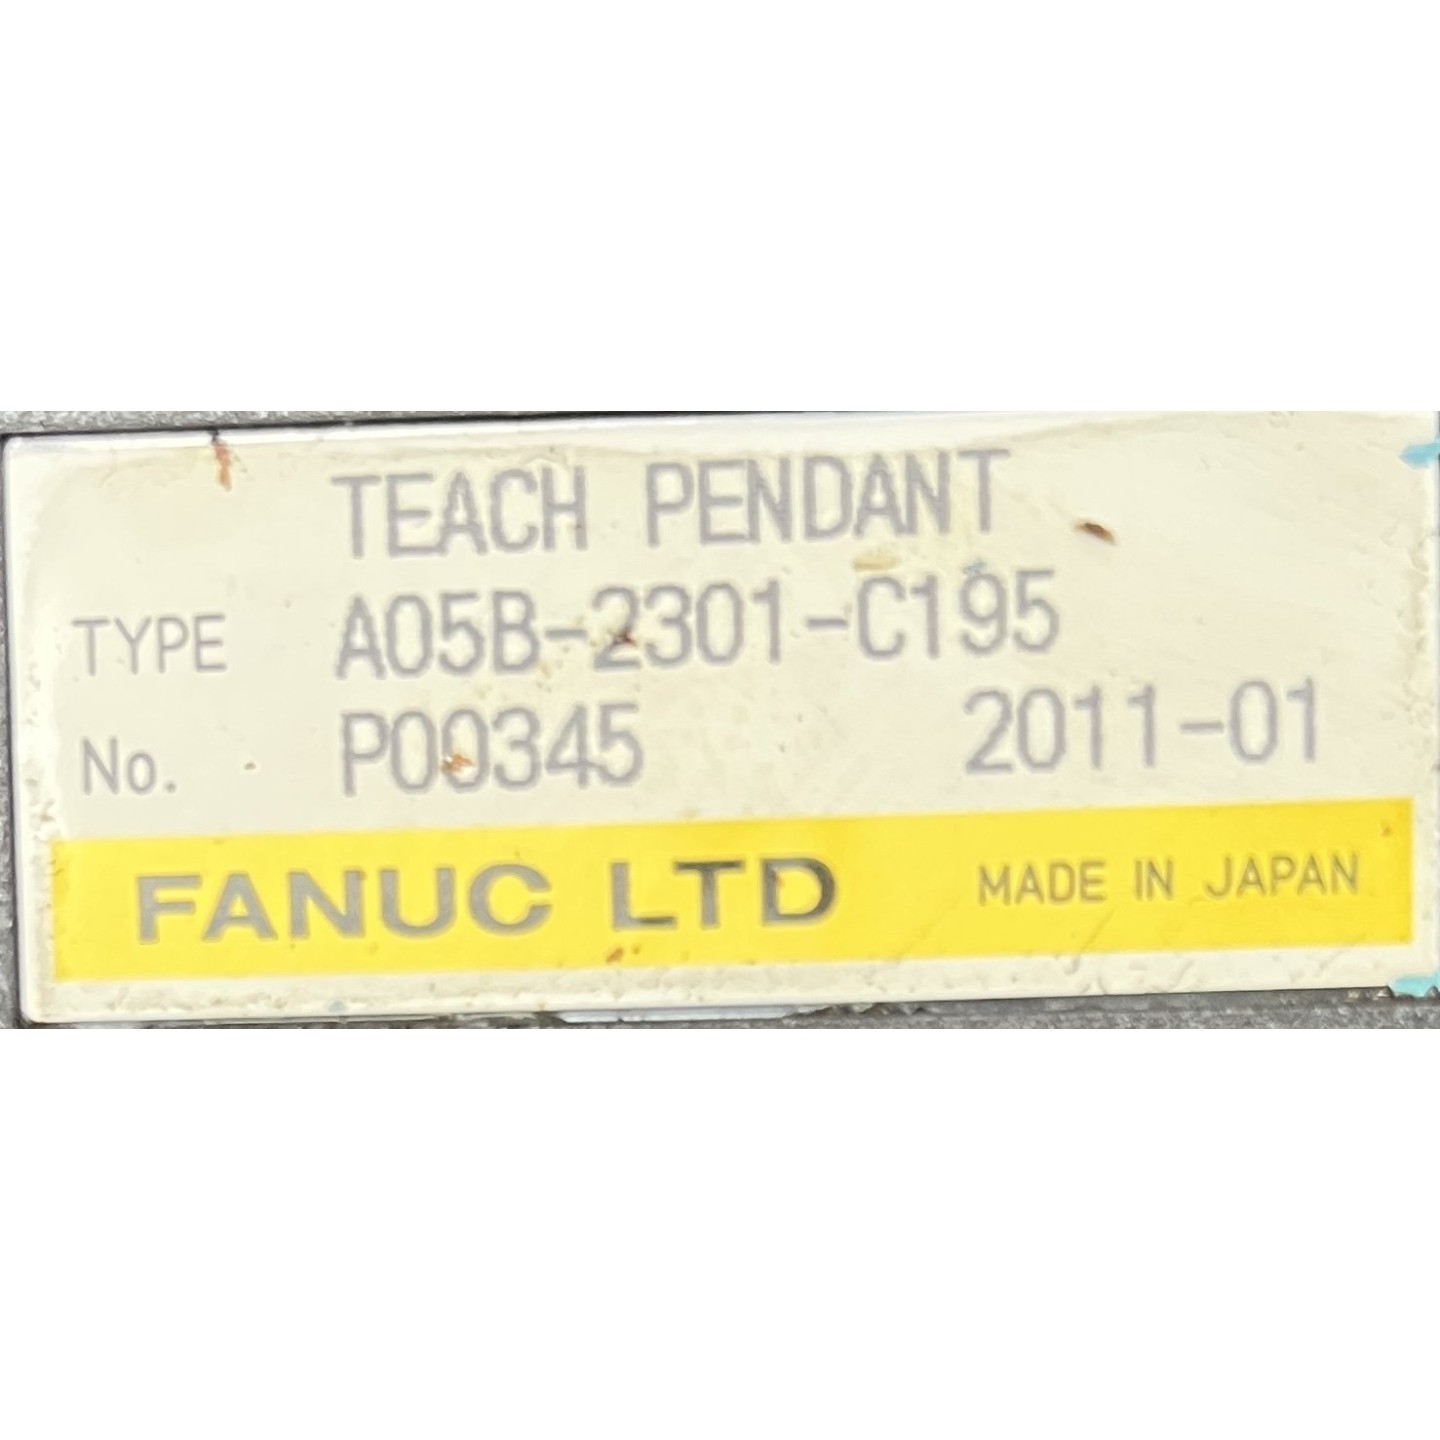 TEACH PENDANT
TYPE A05B-2301-C195
No. P00345 2011-01
FANUC LTD MADE IN JAPAN